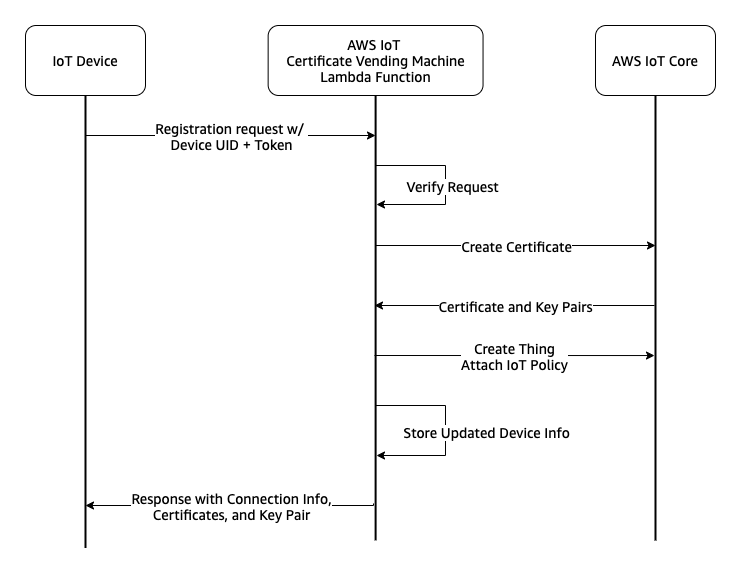 IoT Device
AWS IoT
Certificate Vending Machine
Lambda Function
AWS IoT Core
Registration request w/
Device UID + Token
Verify Request
Create Certificate
Certificate and Key Pairs
Create Thing
Attach IoT Policy
Store Updated Device Info
Response with Connection Info,
Certificates, and Key Pair